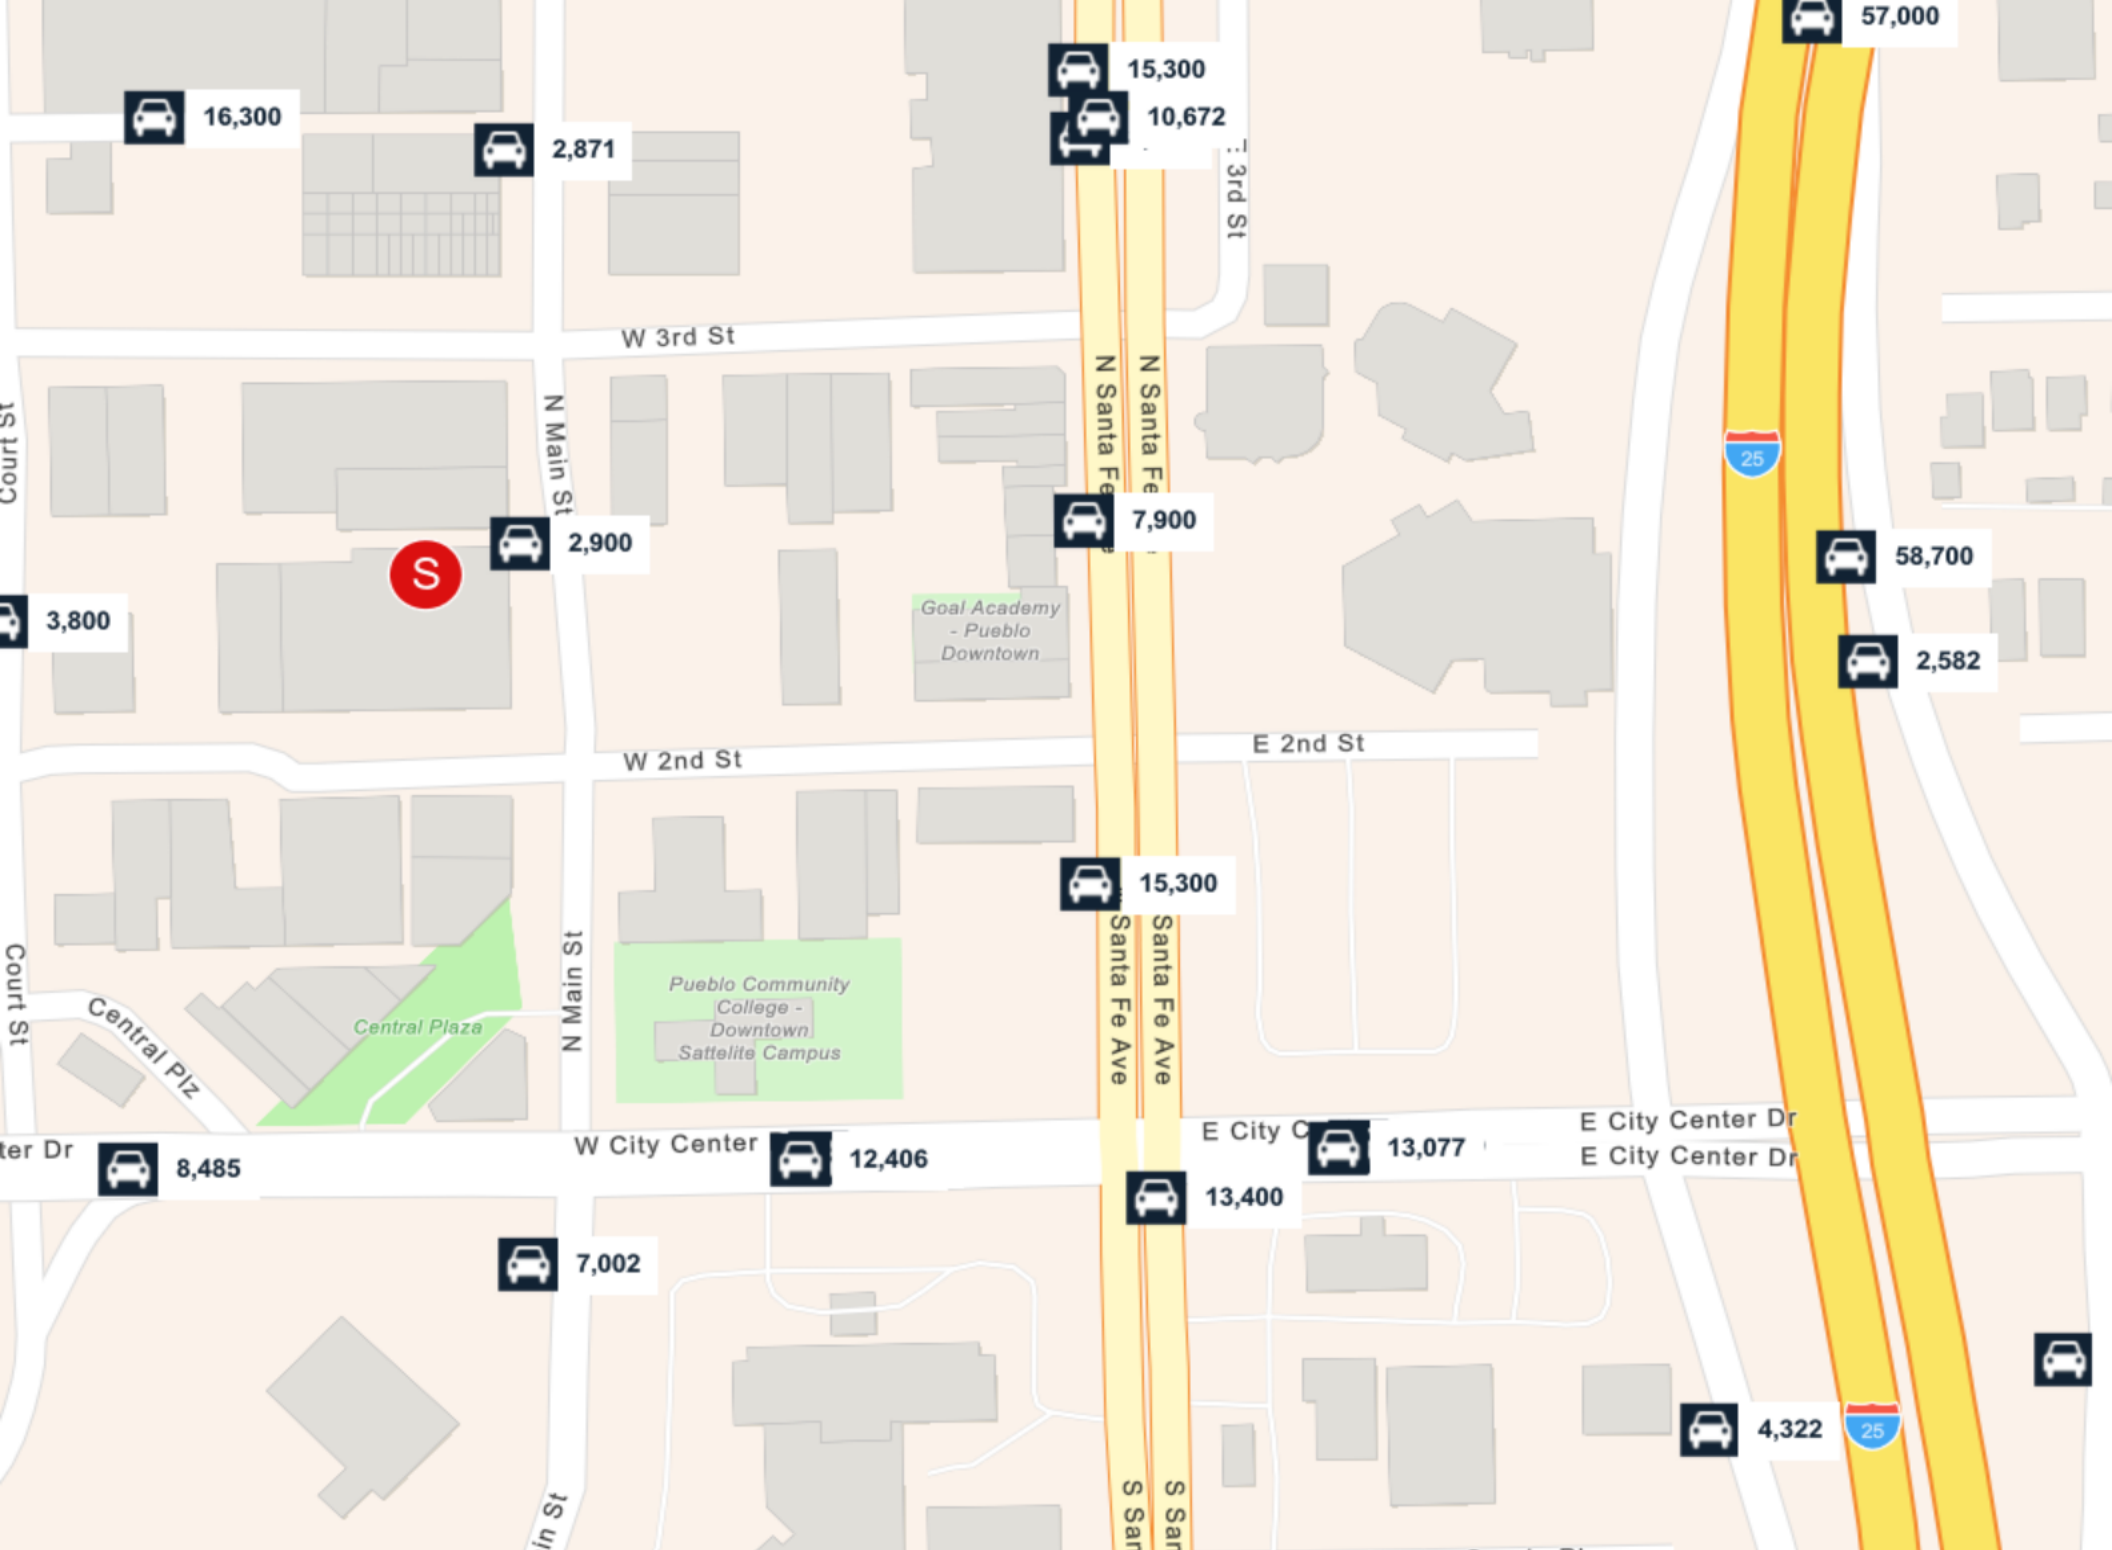 57,000
15,300
16,300
10,672
2,871
E 3rd St
W 3rd St
N Main St
N Santa Fe
N Santa Fe
Court St
25
7,900
2,900
58,700
S
Goal Academy
- Pueblo
Downtown
3,800
2,582
W 2nd St
E 2nd St
15,300
Santa Fe Ave
Santa Fe Ave
N Main St
Court St
Central Plz
Central Plaza
Pueblo Community
College -
Downtown
Sattelite Campus
E City Center Dr
E City C
W City Center
13,077
ter Dr
8,485
12,406
E City Center Dr
13,400
7,002
4,322
25
in St
S San
S San